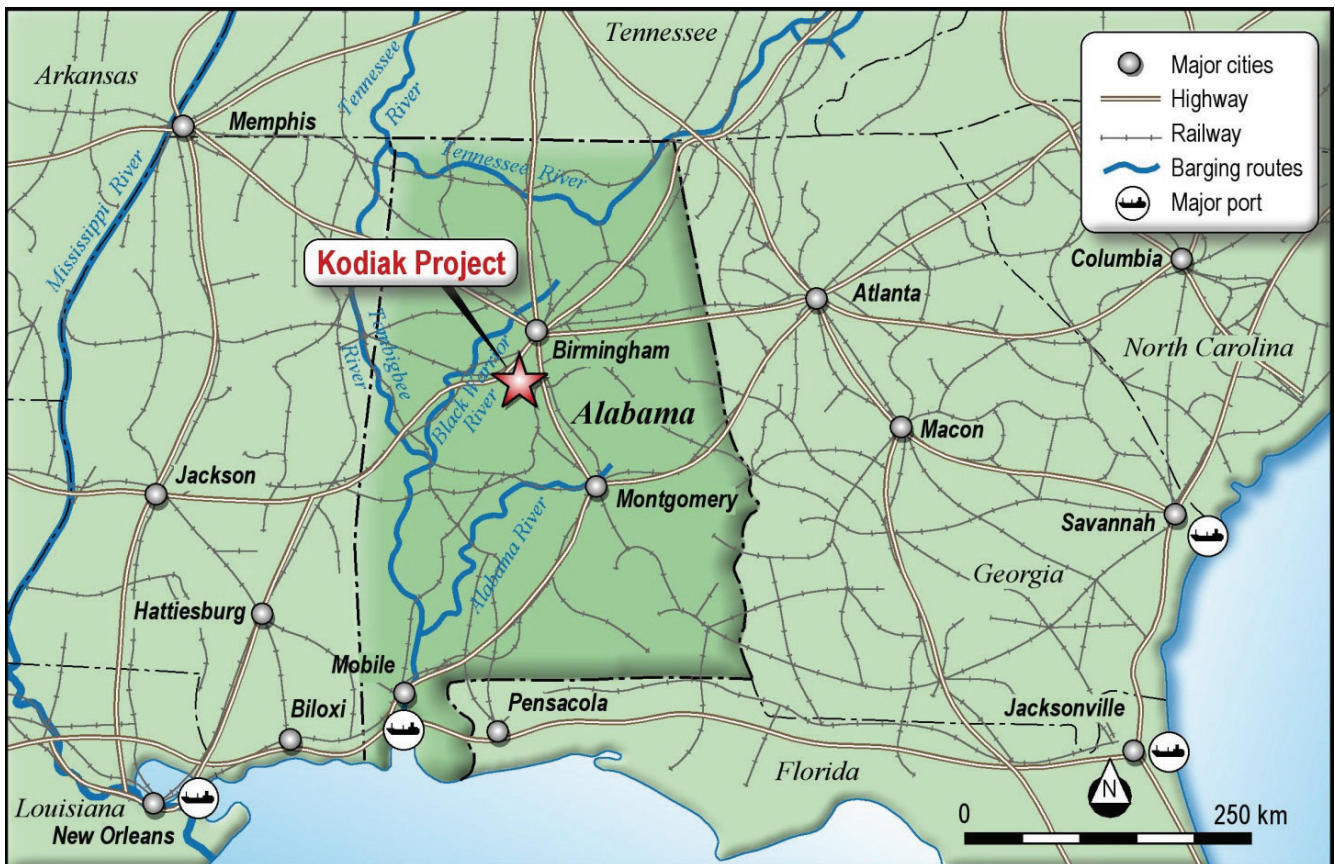 Tennessee
Arkansas
Tennessee
River
Memphis
Mississippi River
Tennessee River
Major cities
Highway
Railway
Barging routes
Major port
Kodiak Project
Columbia
Atlanta
Tombigbee
River
Birmingham
Black Warrior
River
North Carolina
Alabama
Macon
Jackson
Montgomery
Savannah
Alabama River
Georgia
Hattiesburg
Mobile
Biloxi
Pensacola
Jacksonville
Florida
N
Louisiana
New Orleans
0
250 km